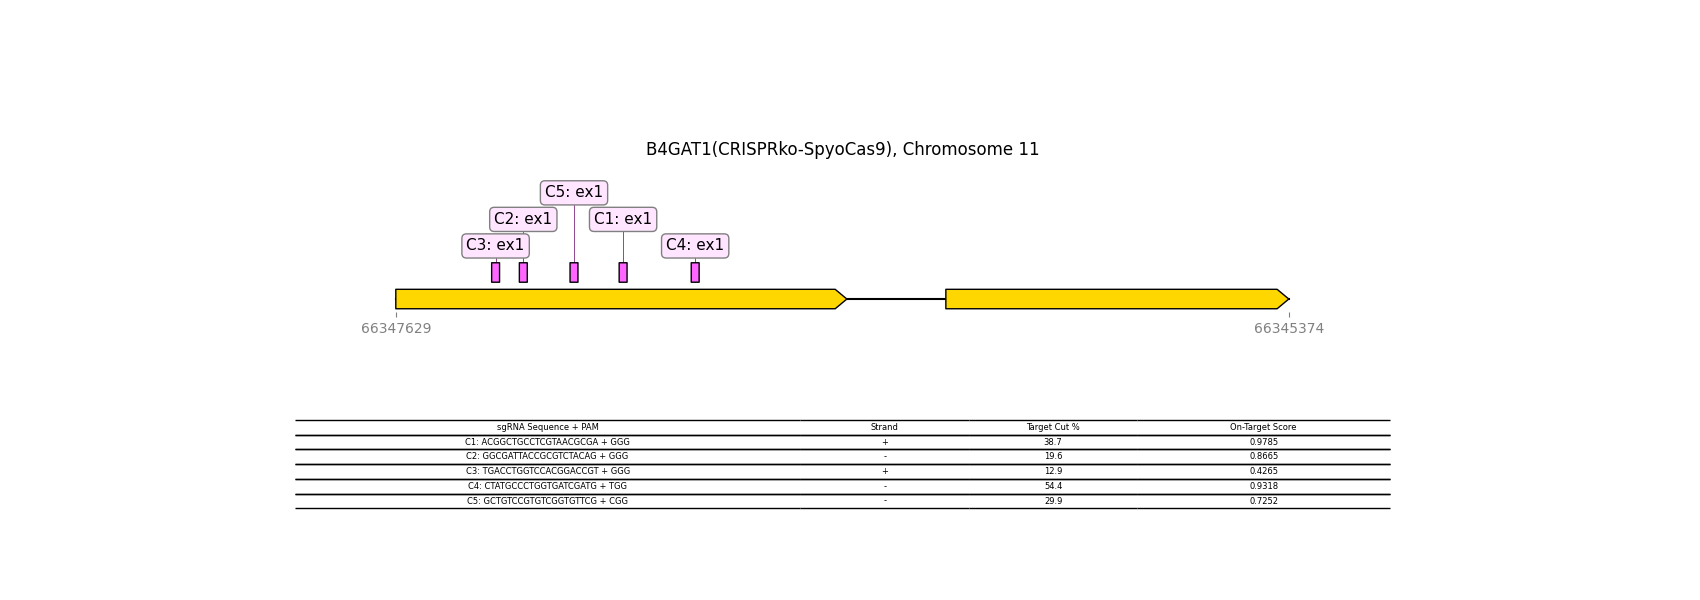 B4GAT1(CRISPRko-SpyoCas9), Chromosome 11
C5: ex1
C2: ex1 C1: ex1
C3: ex1 C4: ex1
66347629 66345374
sgRNA Sequence + PAM Strand Target Cut % On-Target Score
C1: ACGGCTGCCTCGTAACGCGA + GGG + 38.7 0.9785
C2: GGCGATTACCGCGTCTACAG + GGG - 19.6 0.8665
C3: TGACCTGGTCCACGGACCGT + GGG + 12.9 0.4265
C4: CTATGCCCTGGTGATCGATG + TGG - 54.4 0.9318
C5: GCTGTCCGTGTCGGTGTTCG + CGG - 29.9 0.7252